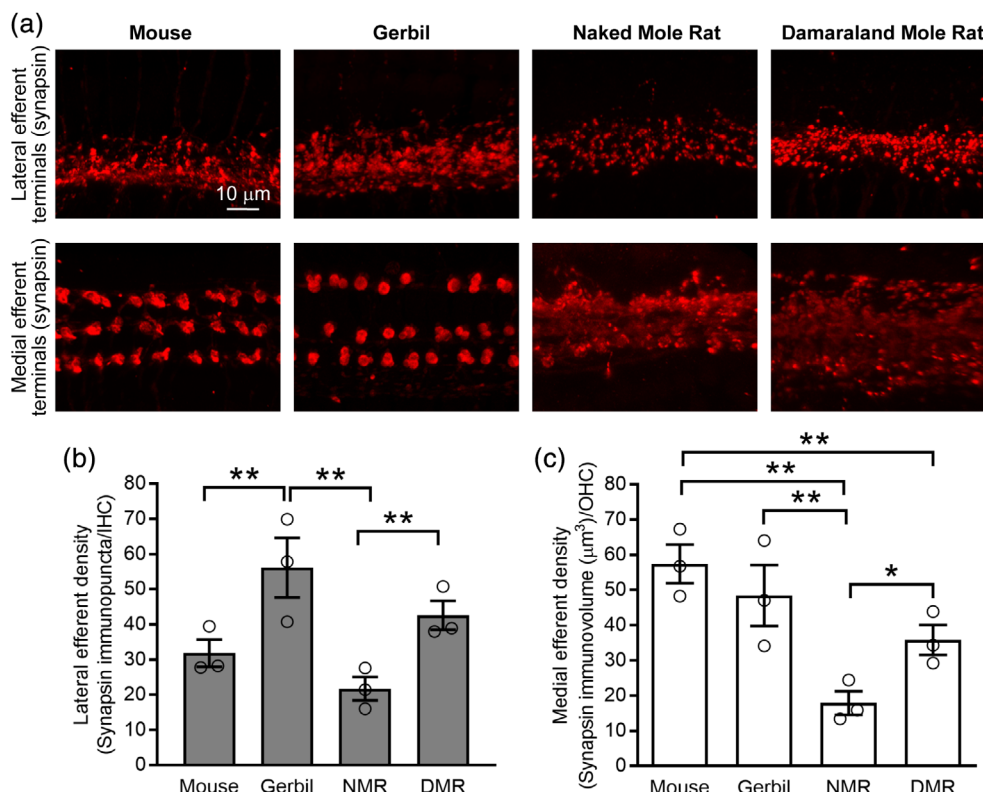 (a)
Mouse
Gerbil
Naked Mole Rat
Damaraland Mole Rat
Lateral efferent
terminals (synapsin)
10 μm
Medial efferent
terminals (synapsin)
(b)
Lateral efferent density
(Synapsin immunopuncta/IHC)
80
70
60
50
40
30
20
10
0
**
**
**
Mouse
Gerbil
NMR
DMR
(c)
Medial efferent density
(Synapsin immunovolume (μm³)/OHC)
80
70
60
50
40
30
20
10
0
**
**
**
*
Mouse
Gerbil
NMR
DMR